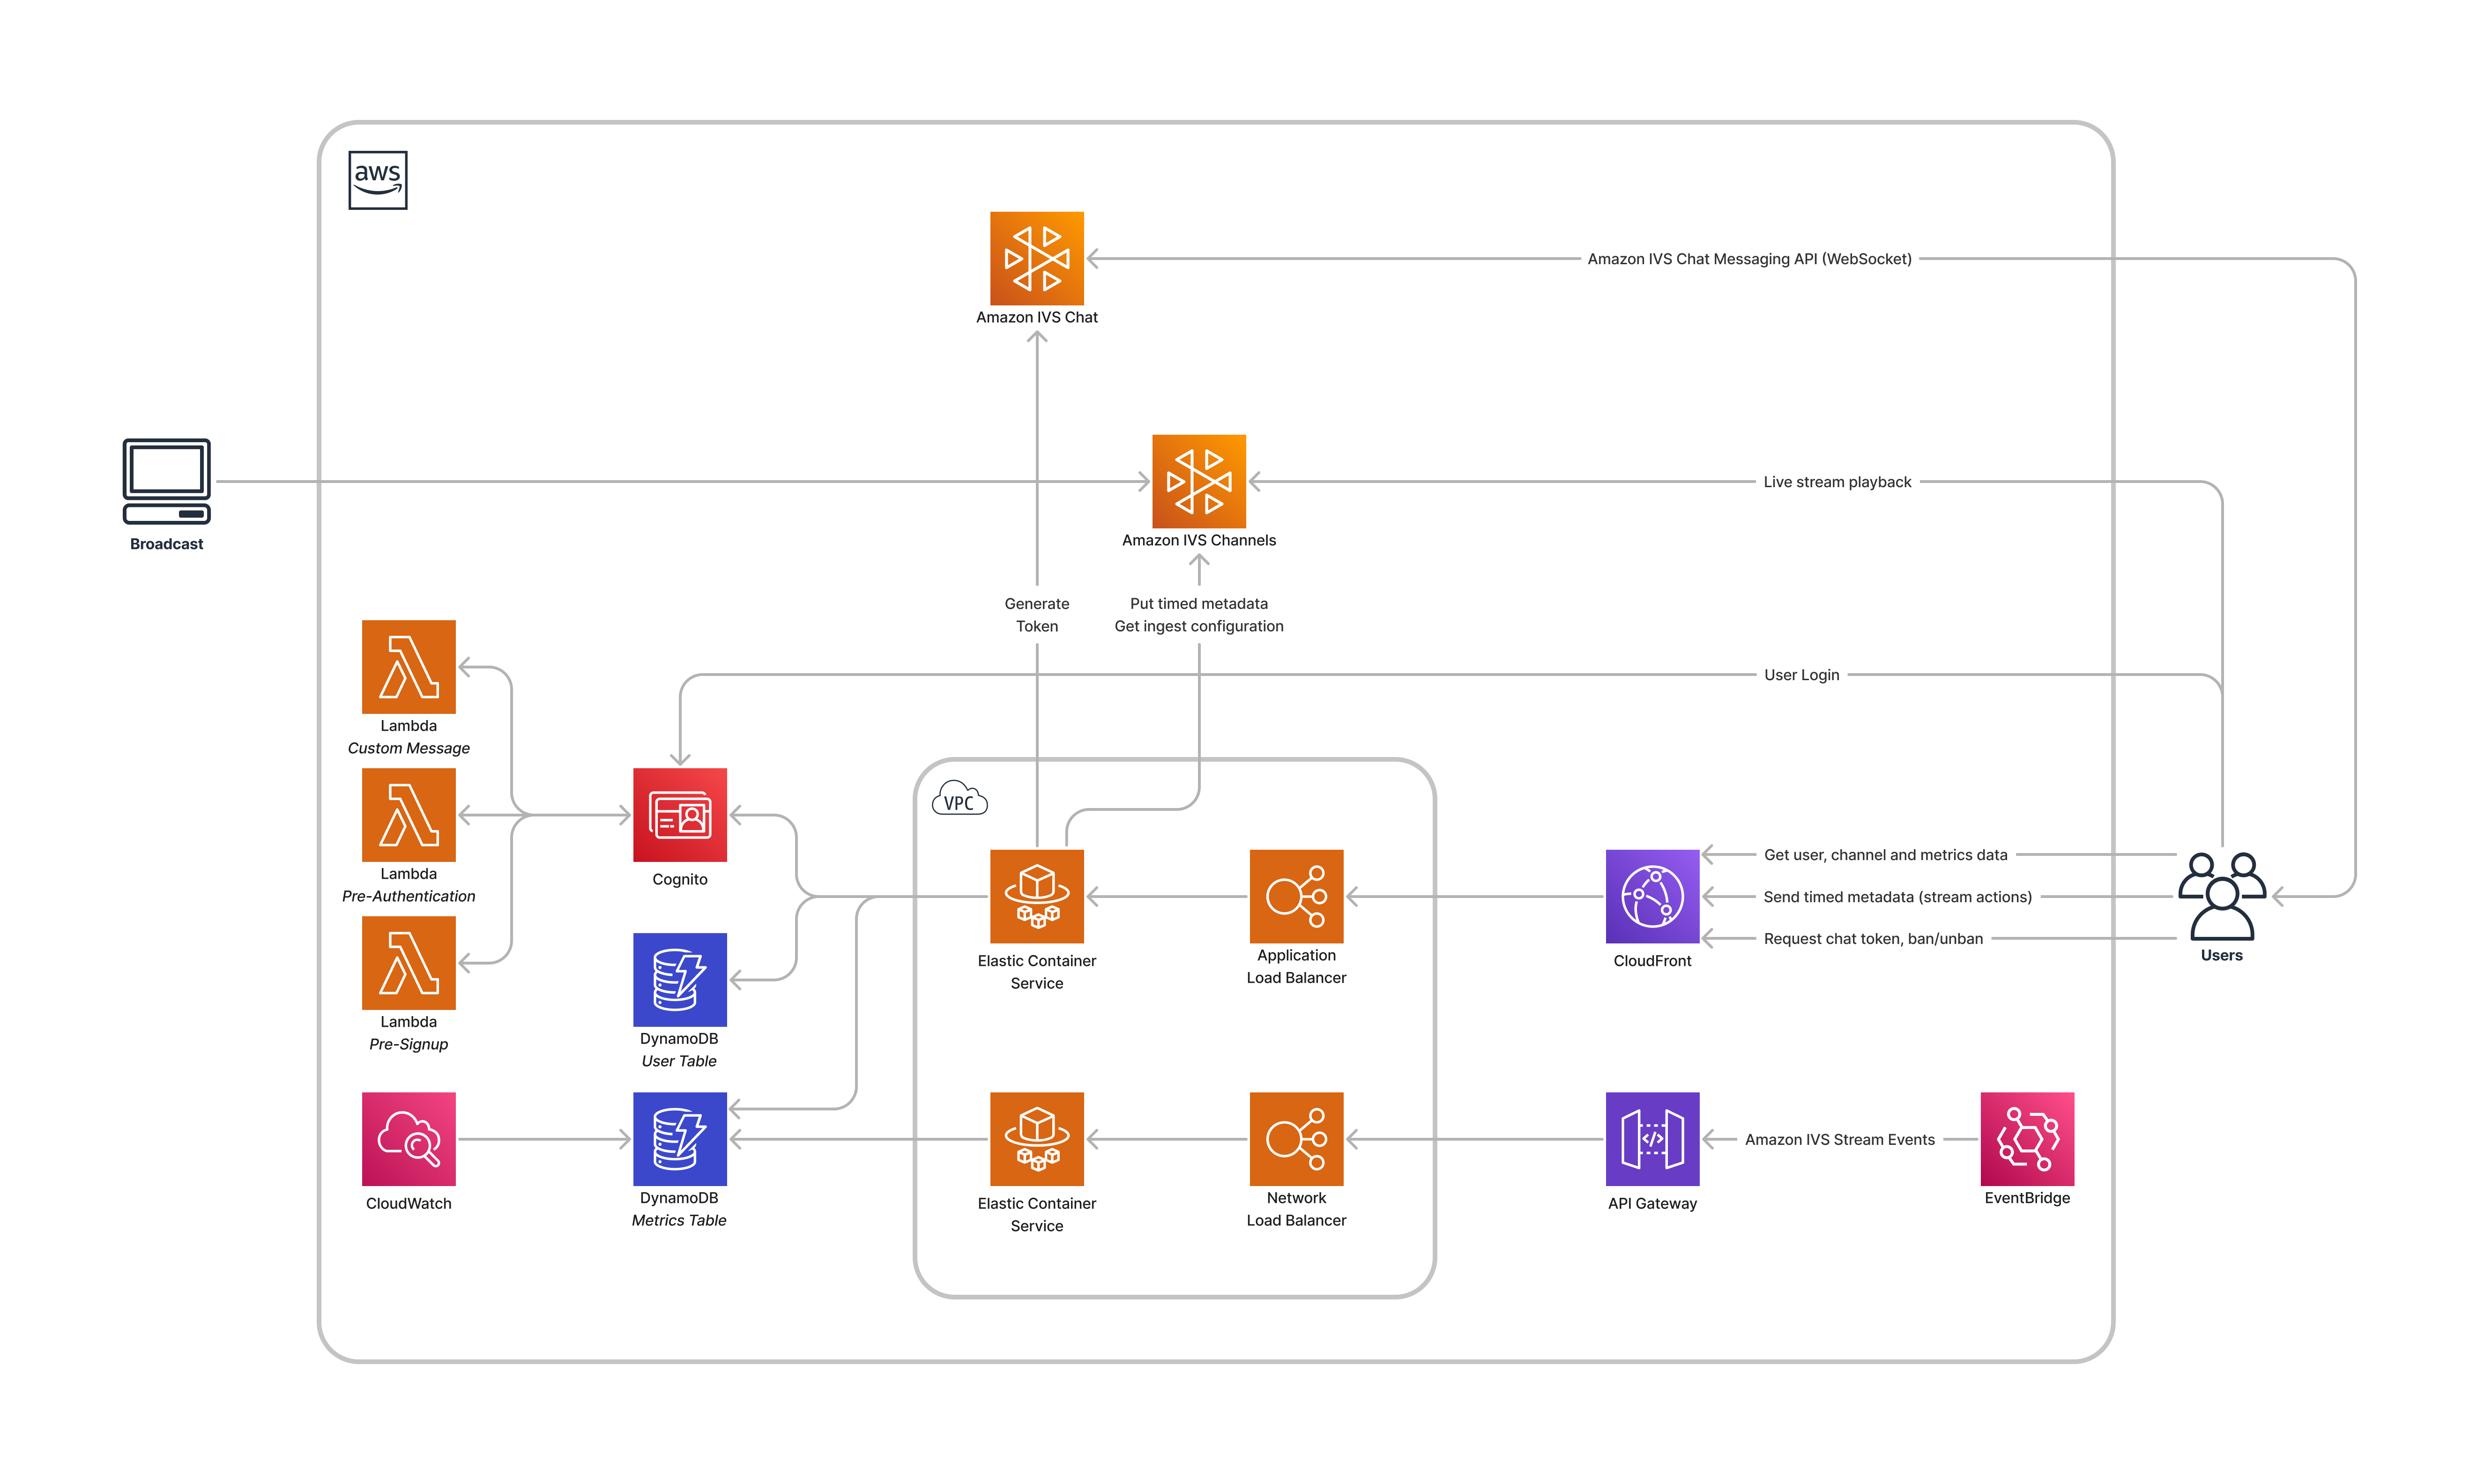 aws
Amazon IVS Chat Messaging API (WebSocket)
Amazon IVS Chat
Live stream playback
Broadcast
Amazon IVS Channels
Generate
Token
Put timed metadata
Get ingest configuration
User Login
Lambda
Custom Message
VPC
Lambda
Pre-Authentication
Cognito
Get user, channel and metrics data
Send timed metadata (stream actions)
Request chat token, ban/unban
Elastic Container
Service
Application
Load Balancer
CloudFront
Users
Lambda
Pre-Signup
DynamoDB
User Table
Amazon IVS Stream Events
CloudWatch
DynamoDB
Metrics Table
Elastic Container
Service
Network
Load Balancer
API Gateway
EventBridge